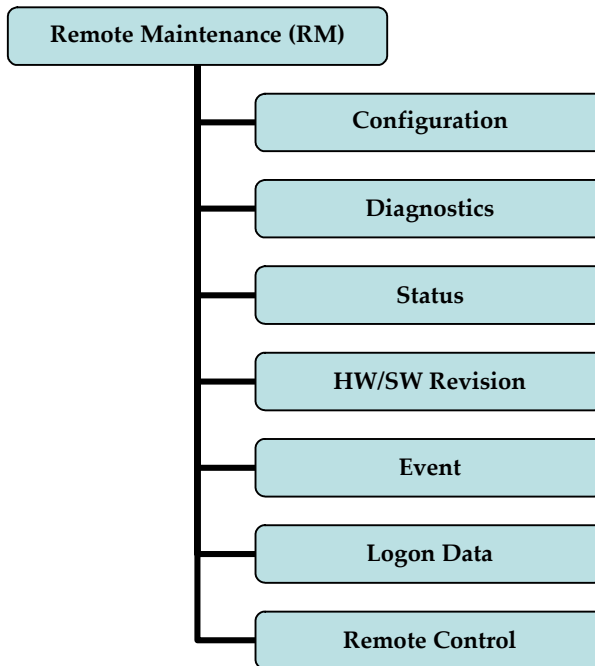 Remote Maintenance (RM)
Configuration
Diagnostics
Status
HW/SW Revision
Event
Logon Data
Remote Control